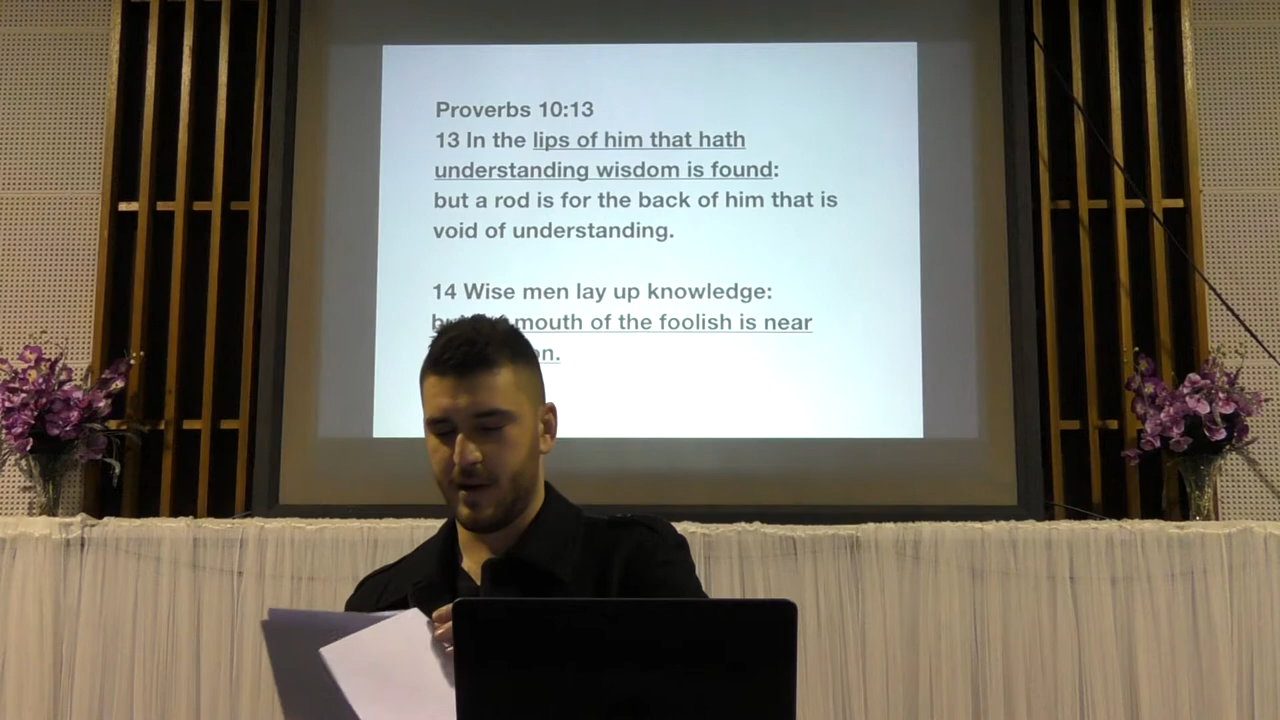 Proverbs 10:13
13 In the lips of him that hath
understanding wisdom is found:
but a rod is for the back of him that is
void of understanding.
14 Wise men lay up knowledge:
mouth of the foolish is near